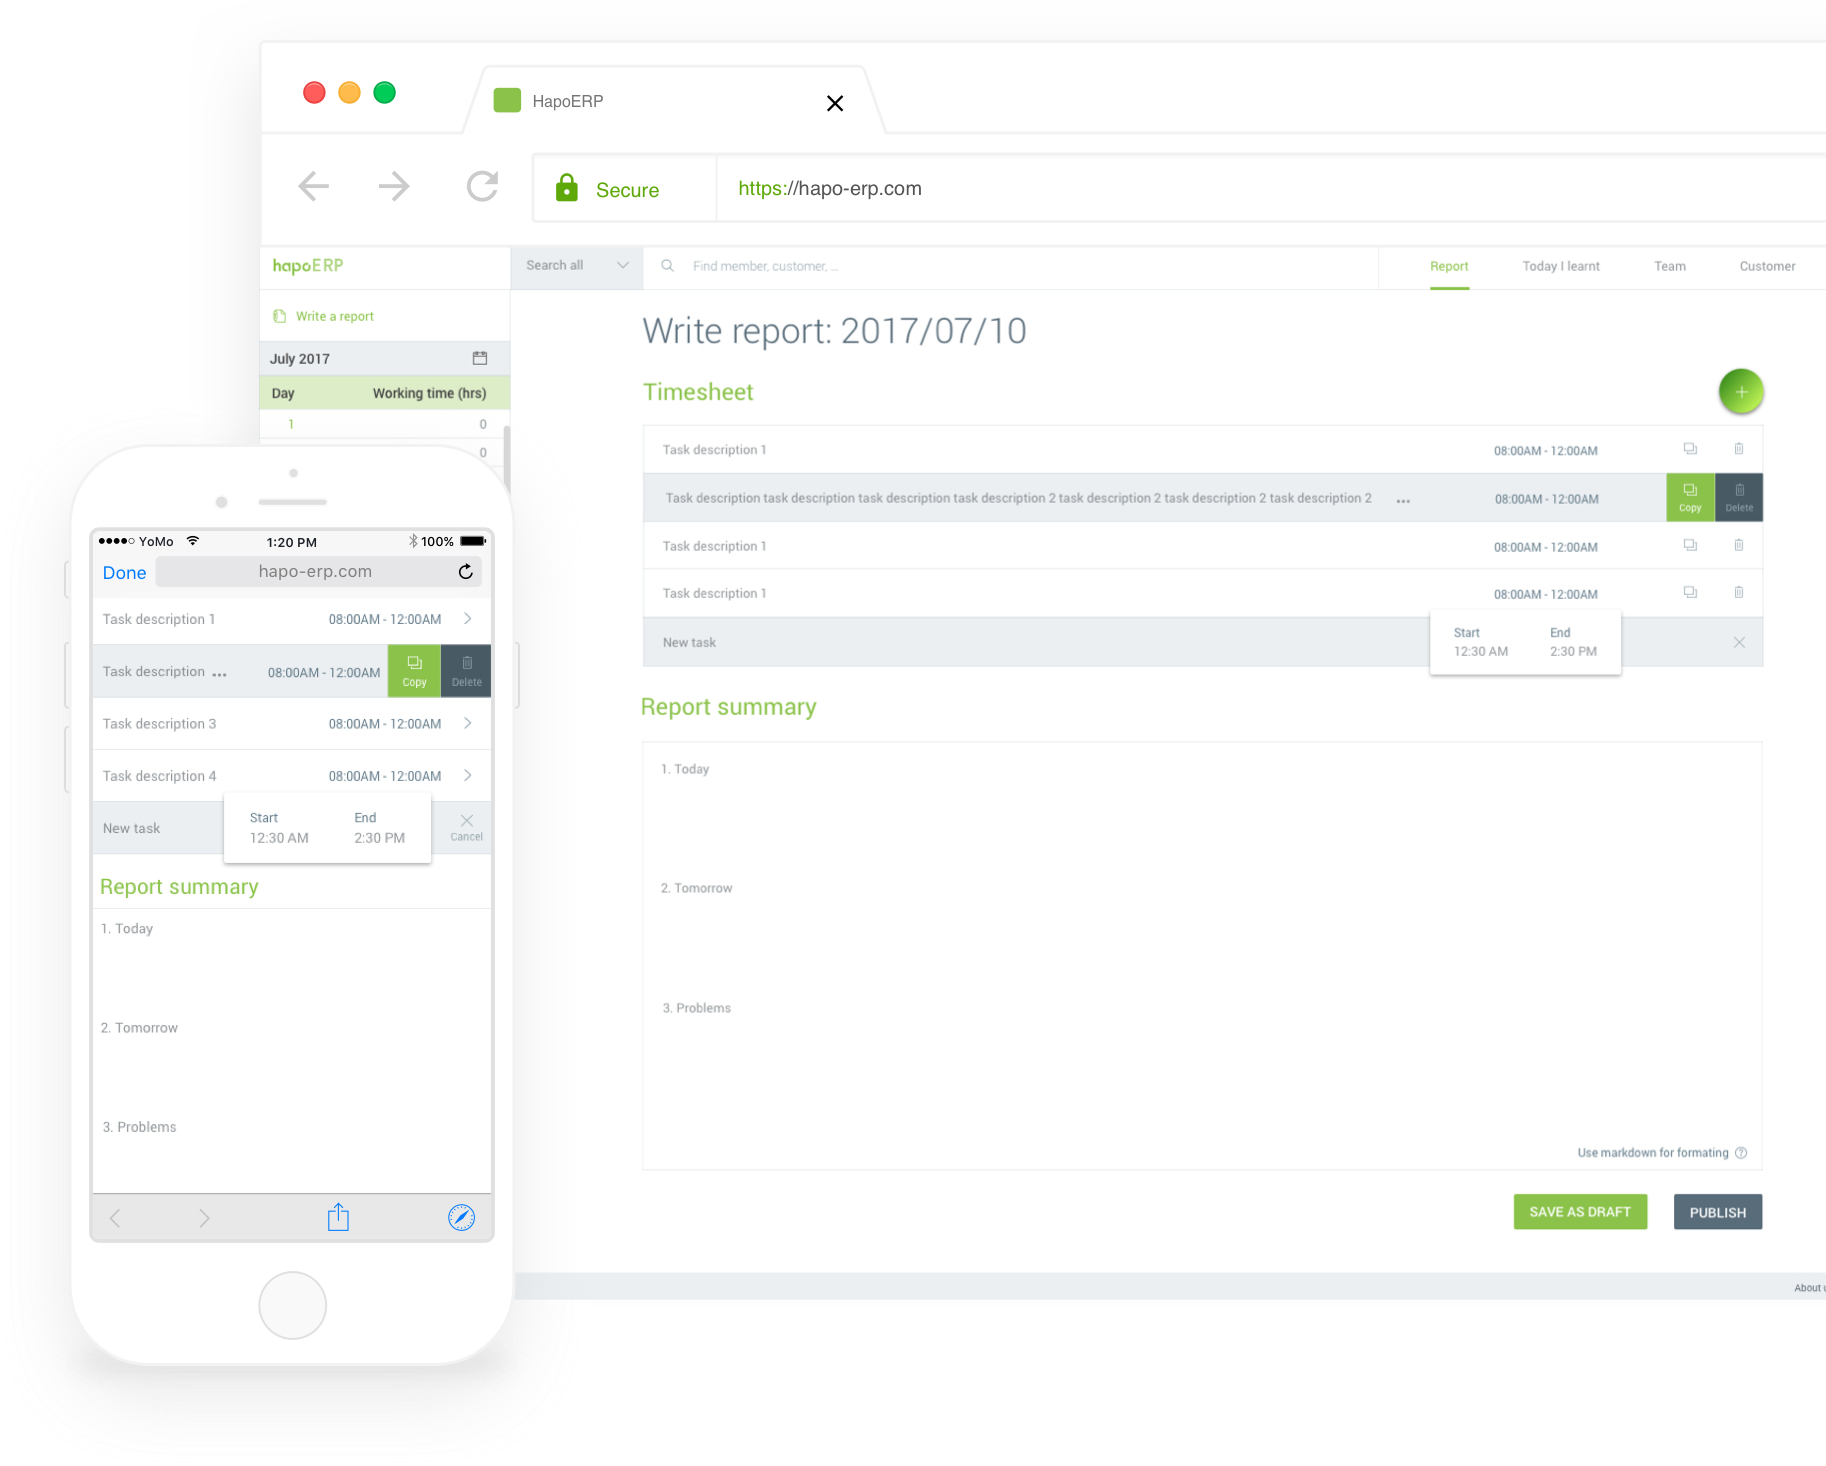 HapoERP
Secure
https://hapo-erp.com
hapoERP
Search all
Find member, customer, ...
Report
Today I learnt
Team
Customer
Write a report
July 2017
Day
Working time (hrs)
1
0
0
Write report: 2017/07/10
Timesheet
Task description 1
08:00AM - 12:00AM
Task description task description task description task description 2 task description 2 task description 2 task description 2 ...
08:00AM - 12:00AM
Copy
Delete
Task description 1
08:00AM - 12:00AM
Task description 1
08:00AM - 12:00AM
New task
Start
End
12:30 AM
2:30 PM
Report summary
1. Today
2. Tomorrow
3. Problems
Use markdown for formating
SAVE AS DRAFT
PUBLISH
About
YoMo
1:20 PM
100%
Done
hapo-erp.com
Task description 1
08:00AM - 12:00AM
Task description ...
08:00AM - 12:00AM
Copy
Delete
Task description 3
08:00AM - 12:00AM
Task description 4
08:00AM - 12:00AM
New task
Start
End
12:30 AM
2:30 PM
Cancel
Report summary
1. Today
2. Tomorrow
3. Problems